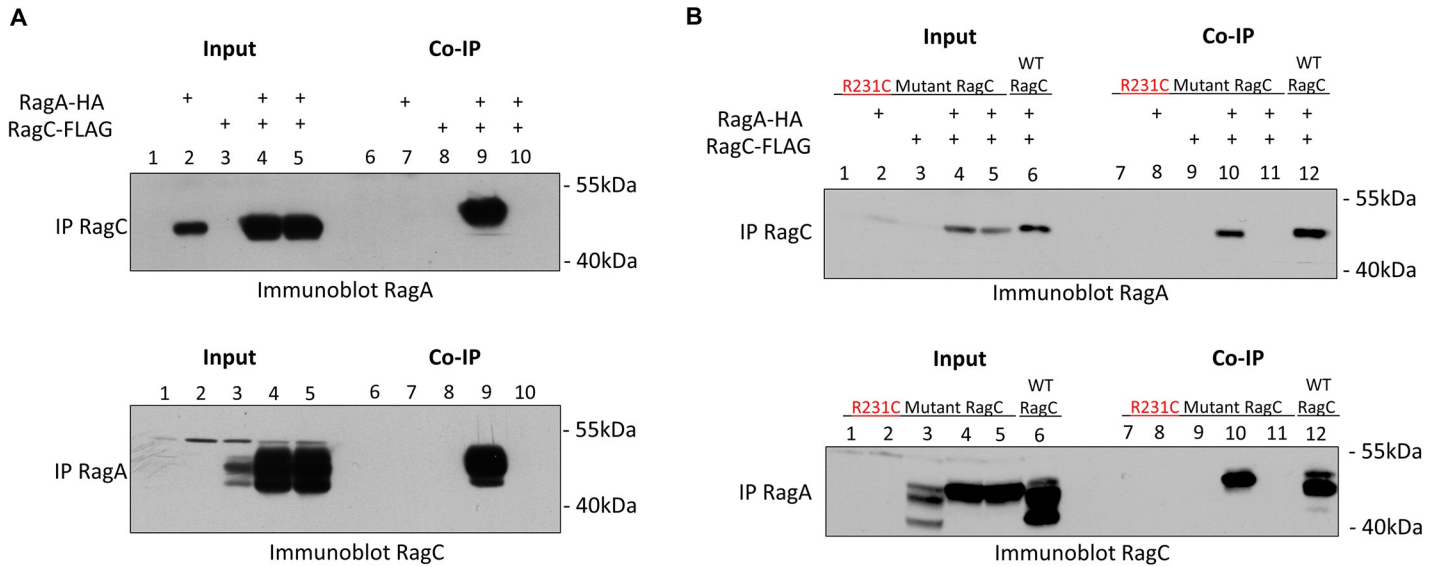 A
Input Co-IP
RagA-HA + + + + + +
RagC-FLAG + + + + + +
1 2 3 4 5 6 7 8 9 10
- 55kDa
IP RagC
- 40kDa
Immunoblot RagA
Input Co-IP
1 2 3 4 5 6 7 8 9 10
- 55kDa
IP RagA
- 40kDa
Immunoblot RagC
B
Input Co-IP
WT WT
R231C Mutant RagC RagC R231C Mutant RagC RagC
RagA-HA + + + + + + + +
RagC-FLAG + + + + + + + +
1 2 3 4 5 6 7 8 9 10 11 12
- 55kDa
IP RagC
- 40kDa
Immunoblot RagA
Input Co-IP
WT WT
R231C Mutant RagC RagC R231C Mutant RagC RagC
1 2 3 4 5 6 7 8 9 10 11 12
- 55kDa
IP RagA
- 40kDa
Immunoblot RagC